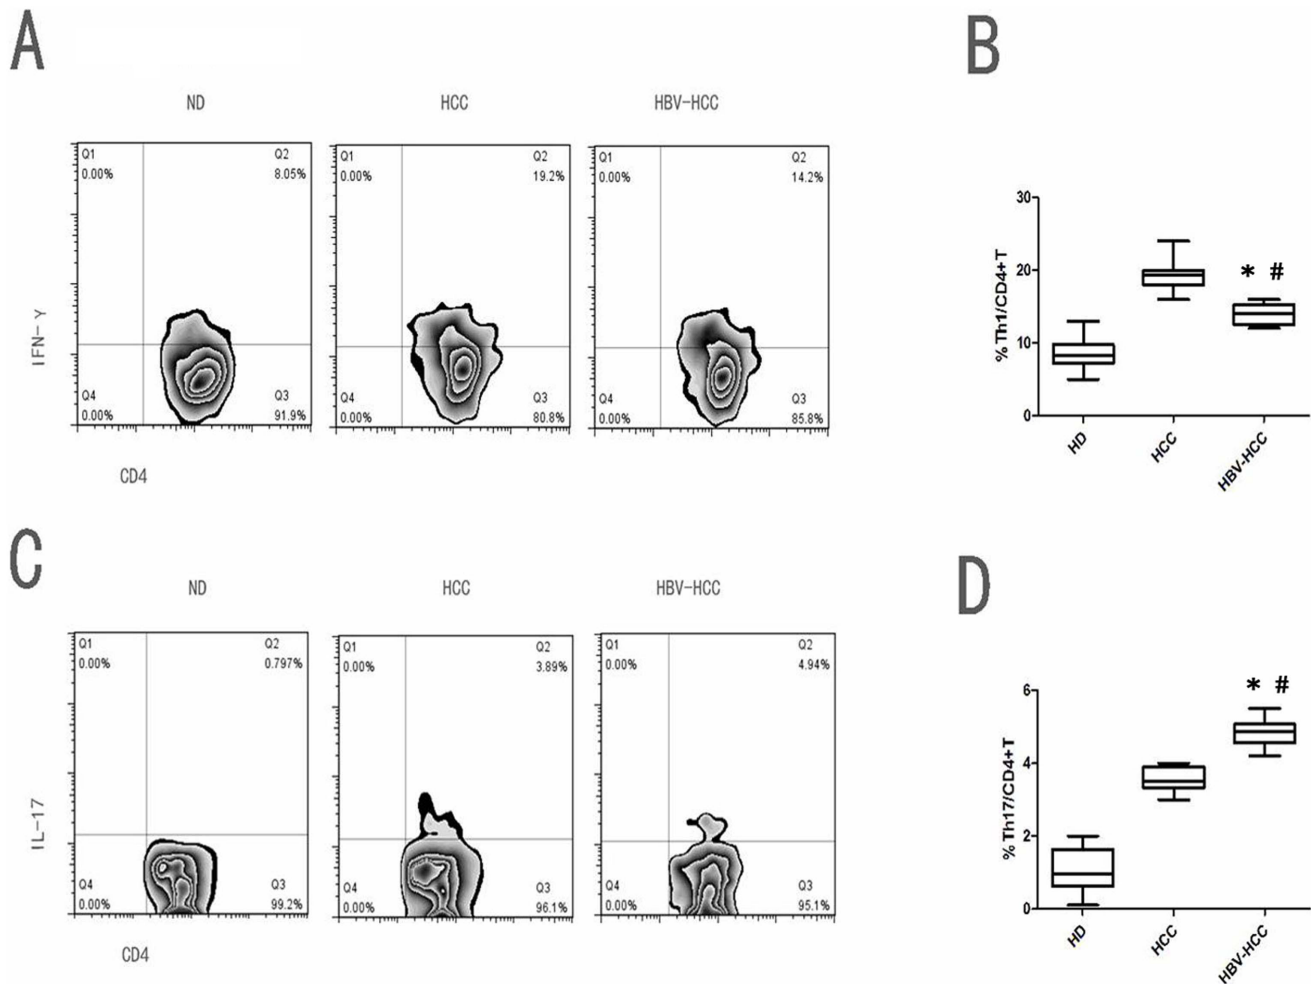 A
B
ND
HCC
HBV-HCC
Q1
0.00%
Q2
8.05%
Q4
0.00%
Q3
91.9%
Q1
0.00%
Q2
19.2%
Q4
0.00%
Q3
80.8%
Q1
0.00%
Q2
14.2%
Q4
0.00%
Q3
85.8%
IFN-γ
CD4
% Th1/CD4+T
30
20
10
0
* #
HD
HCC
HBV-HCC
C
D
ND
HCC
HBV-HCC
Q1
0.00%
Q2
0.797%
Q4
0.00%
Q3
99.2%
Q1
0.00%
Q2
3.89%
Q4
0.00%
Q3
96.1%
Q1
0.00%
Q2
4.94%
Q4
0.00%
Q3
95.1%
IL-17
CD4
% Th17/CD4+T
6
4
2
0
* #
HD
HCC
HBV-HCC